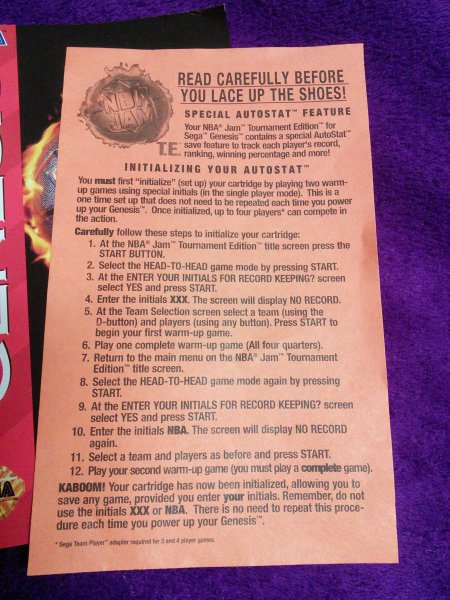 NBA
JAM
T.E.™
READ CAREFULLY BEFORE
YOU LACE UP THE SHOES!
SPECIAL AUTOSTAT™ FEATURE
Your NBA® Jam™ Tournament Edition™ for
Sega™ Genesis™ contains a special AutoStat™
save feature to track each player's record,
ranking, winning percentage and more!
INITIALIZING YOUR AUTOSTAT™
You must first "initialize" (set up) your cartridge by playing two warm-
up games using special initials (in the single player mode). This is a
one time set up that does not need to be repeated each time you power
up your Genesis™. Once initialized, up to four players* can compete in
the action.
Carefully follow these steps to initialize your cartridge:
1. At the NBA® Jam™ Tournament Edition™ title screen press the
START BUTTON.
2. Select the HEAD-TO-HEAD game mode by pressing START.
3. At the ENTER YOUR INITIALS FOR RECORD KEEPING? screen
select YES and press START.
4. Enter the initials XXX. The screen will display NO RECORD.
5. At the Team Selection screen select a team (using the
D-button) and players (using any button). Press START to
begin your first warm-up game.
6. Play one complete warm-up game (All four quarters).
7. Return to the main menu on the NBA® Jam™ Tournament
Edition™ title screen.
8. Select the HEAD-TO-HEAD game mode again by pressing
START.
9. At the ENTER YOUR INITIALS FOR RECORD KEEPING? screen
select YES and press START.
10. Enter the initials NBA. The screen will display NO RECORD
again.
11. Select a team and players as before and press START.
12. Play your second warm-up game (you must play a complete game).
KABOOM! Your cartridge has now been initialized, allowing you to
save any game, provided you enter your initials. Remember, do not
use the initials XXX or NBA. There is no need to repeat this proce-
dure each time you power up your Genesis™.
* Sega Team Player™ adapter required for 3 and 4 player games.